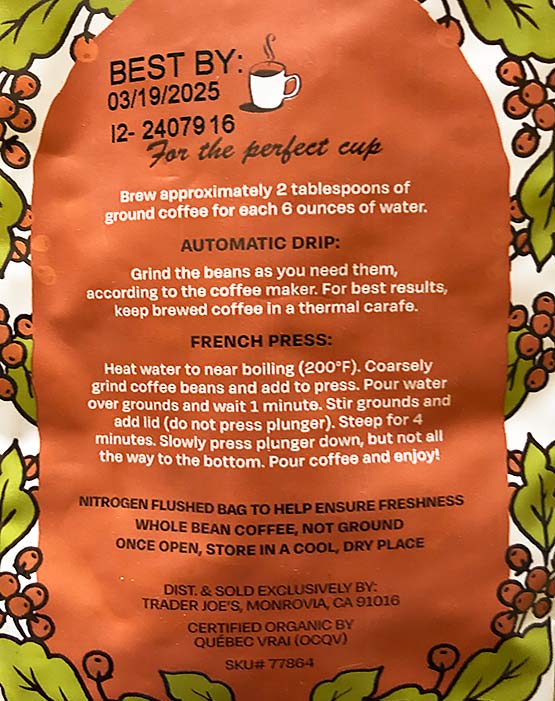 BEST BY:
03/19/2025
I2- 2407916
For the perfect cup
Brew approximately 2 tablespoons of
ground coffee for each 6 ounces of water.
AUTOMATIC DRIP:
Grind the beans as you need them,
according to the coffee maker. For best results,
keep brewed coffee in a thermal carafe.
FRENCH PRESS:
Heat water to near boiling (200°F). Coarsely
grind coffee beans and add to press. Pour water
over grounds and wait 1 minute. Stir grounds and
add lid (do not press plunger). Steep for 4
minutes. Slowly press plunger down, but not all
the way to the bottom. Pour coffee and enjoy!
NITROGEN FLUSHED BAG TO HELP ENSURE FRESHNESS
WHOLE BEAN COFFEE, NOT GROUND
ONCE OPEN, STORE IN A COOL, DRY PLACE
DIST. & SOLD EXCLUSIVELY BY:
TRADER JOE'S, MONROVIA, CA 91016
CERTIFIED ORGANIC BY
QUÉBEC VRAI (OCQV)
SKU# 77864